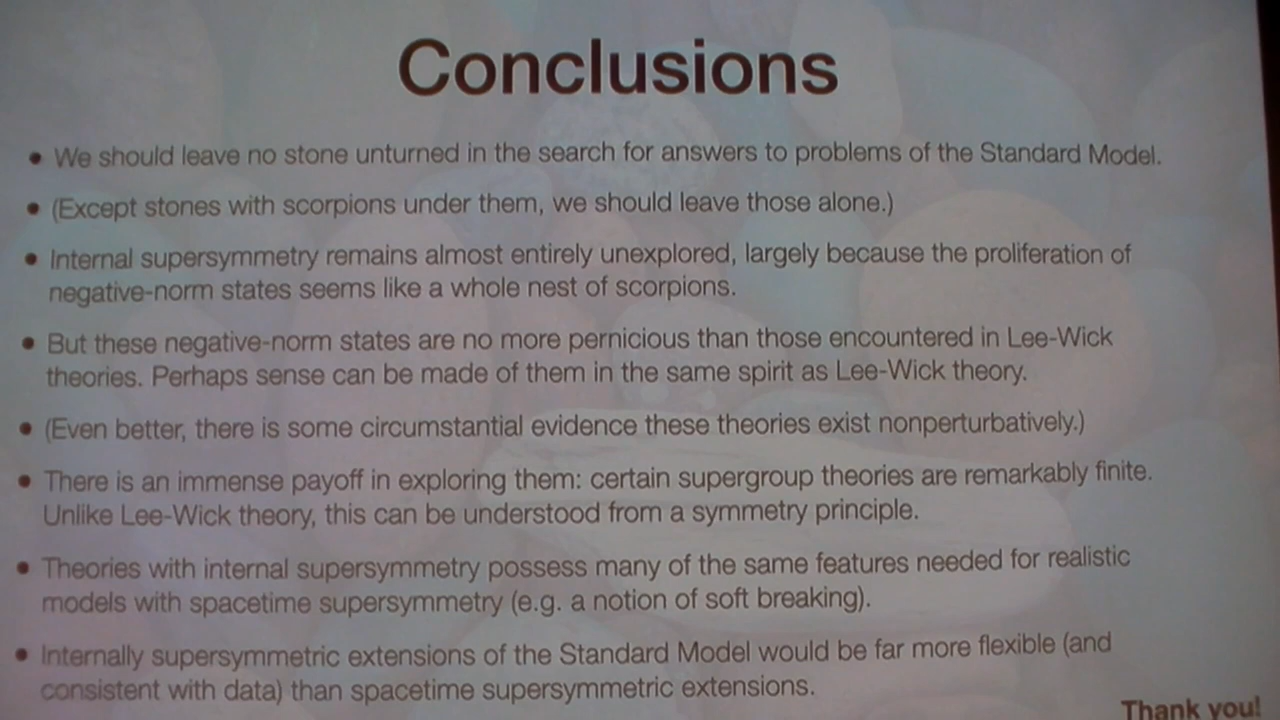 Conclusions
• We should leave no stone unturned in the search for answers to problems of the Standard Model.
• (Except stones with scorpions under them, we should leave those alone.)
• Internal supersymmetry remains almost entirely unexplored, largely because the proliferation of
negative-norm states seems like a whole nest of scorpions.
• But these negative-norm states are no more pernicious than those encountered in Lee-Wick
theories. Perhaps sense can be made of them in the same spirit as Lee-Wick theory.
• (Even better, there is some circumstantial evidence these theories exist nonperturbatively.)
• There is an immense payoff in exploring them: certain supergroup theories are remarkably finite.
Unlike Lee-Wick theory, this can be understood from a symmetry principle.
• Theories with internal supersymmetry possess many of the same features needed for realistic
models with spacetime supersymmetry (e.g. a notion of soft breaking).
• Internally supersymmetric extensions of the Standard Model would be far more flexible (and
consistent with data) than spacetime supersymmetric extensions.
Thank you!